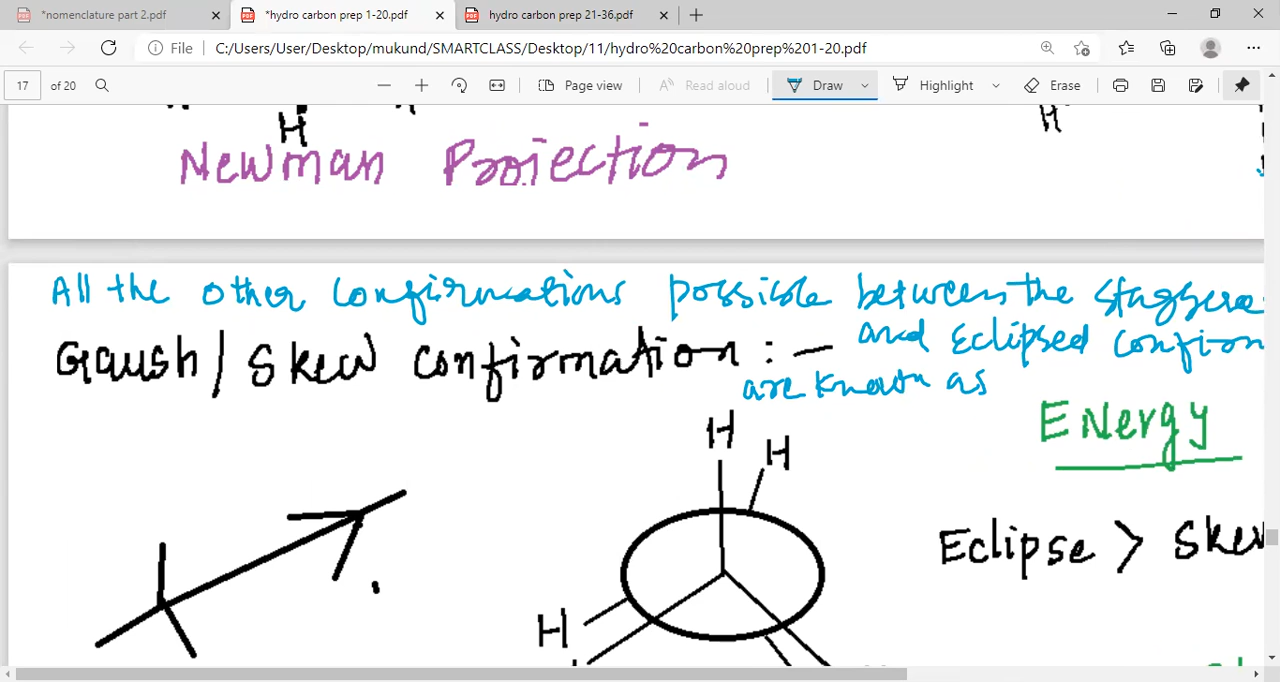 *nomenclature part 2.pdf
*hydro carbon prep 1-20.pdf
hydro carbon prep 21-36.pdf
File
C:/Users/User/Desktop/mukund/SMARTCLASS/Desktop/11/hydro%20carbon%20prep%201-20.pdf
17 of 20
Page view
Read aloud
Draw
Highlight
Erase
H
H
Newman Projection
All the other confirmations possible between the staggere
and Eclipsed confirm
Gaush/Skew confirmation :-
are known as
H
H
Energy
Eclipse > Skew
H